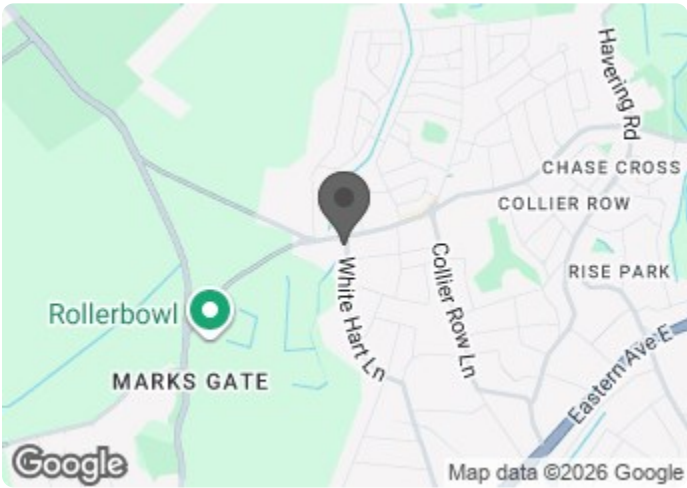 Havering Rd
CHASE CROSS
COLLIER ROW
RISE PARK
Collier Row Ln
White Hart Ln
Rollerbowl
MARKS GATE
Eastern Ave E
Google
Map data ©2026 Google